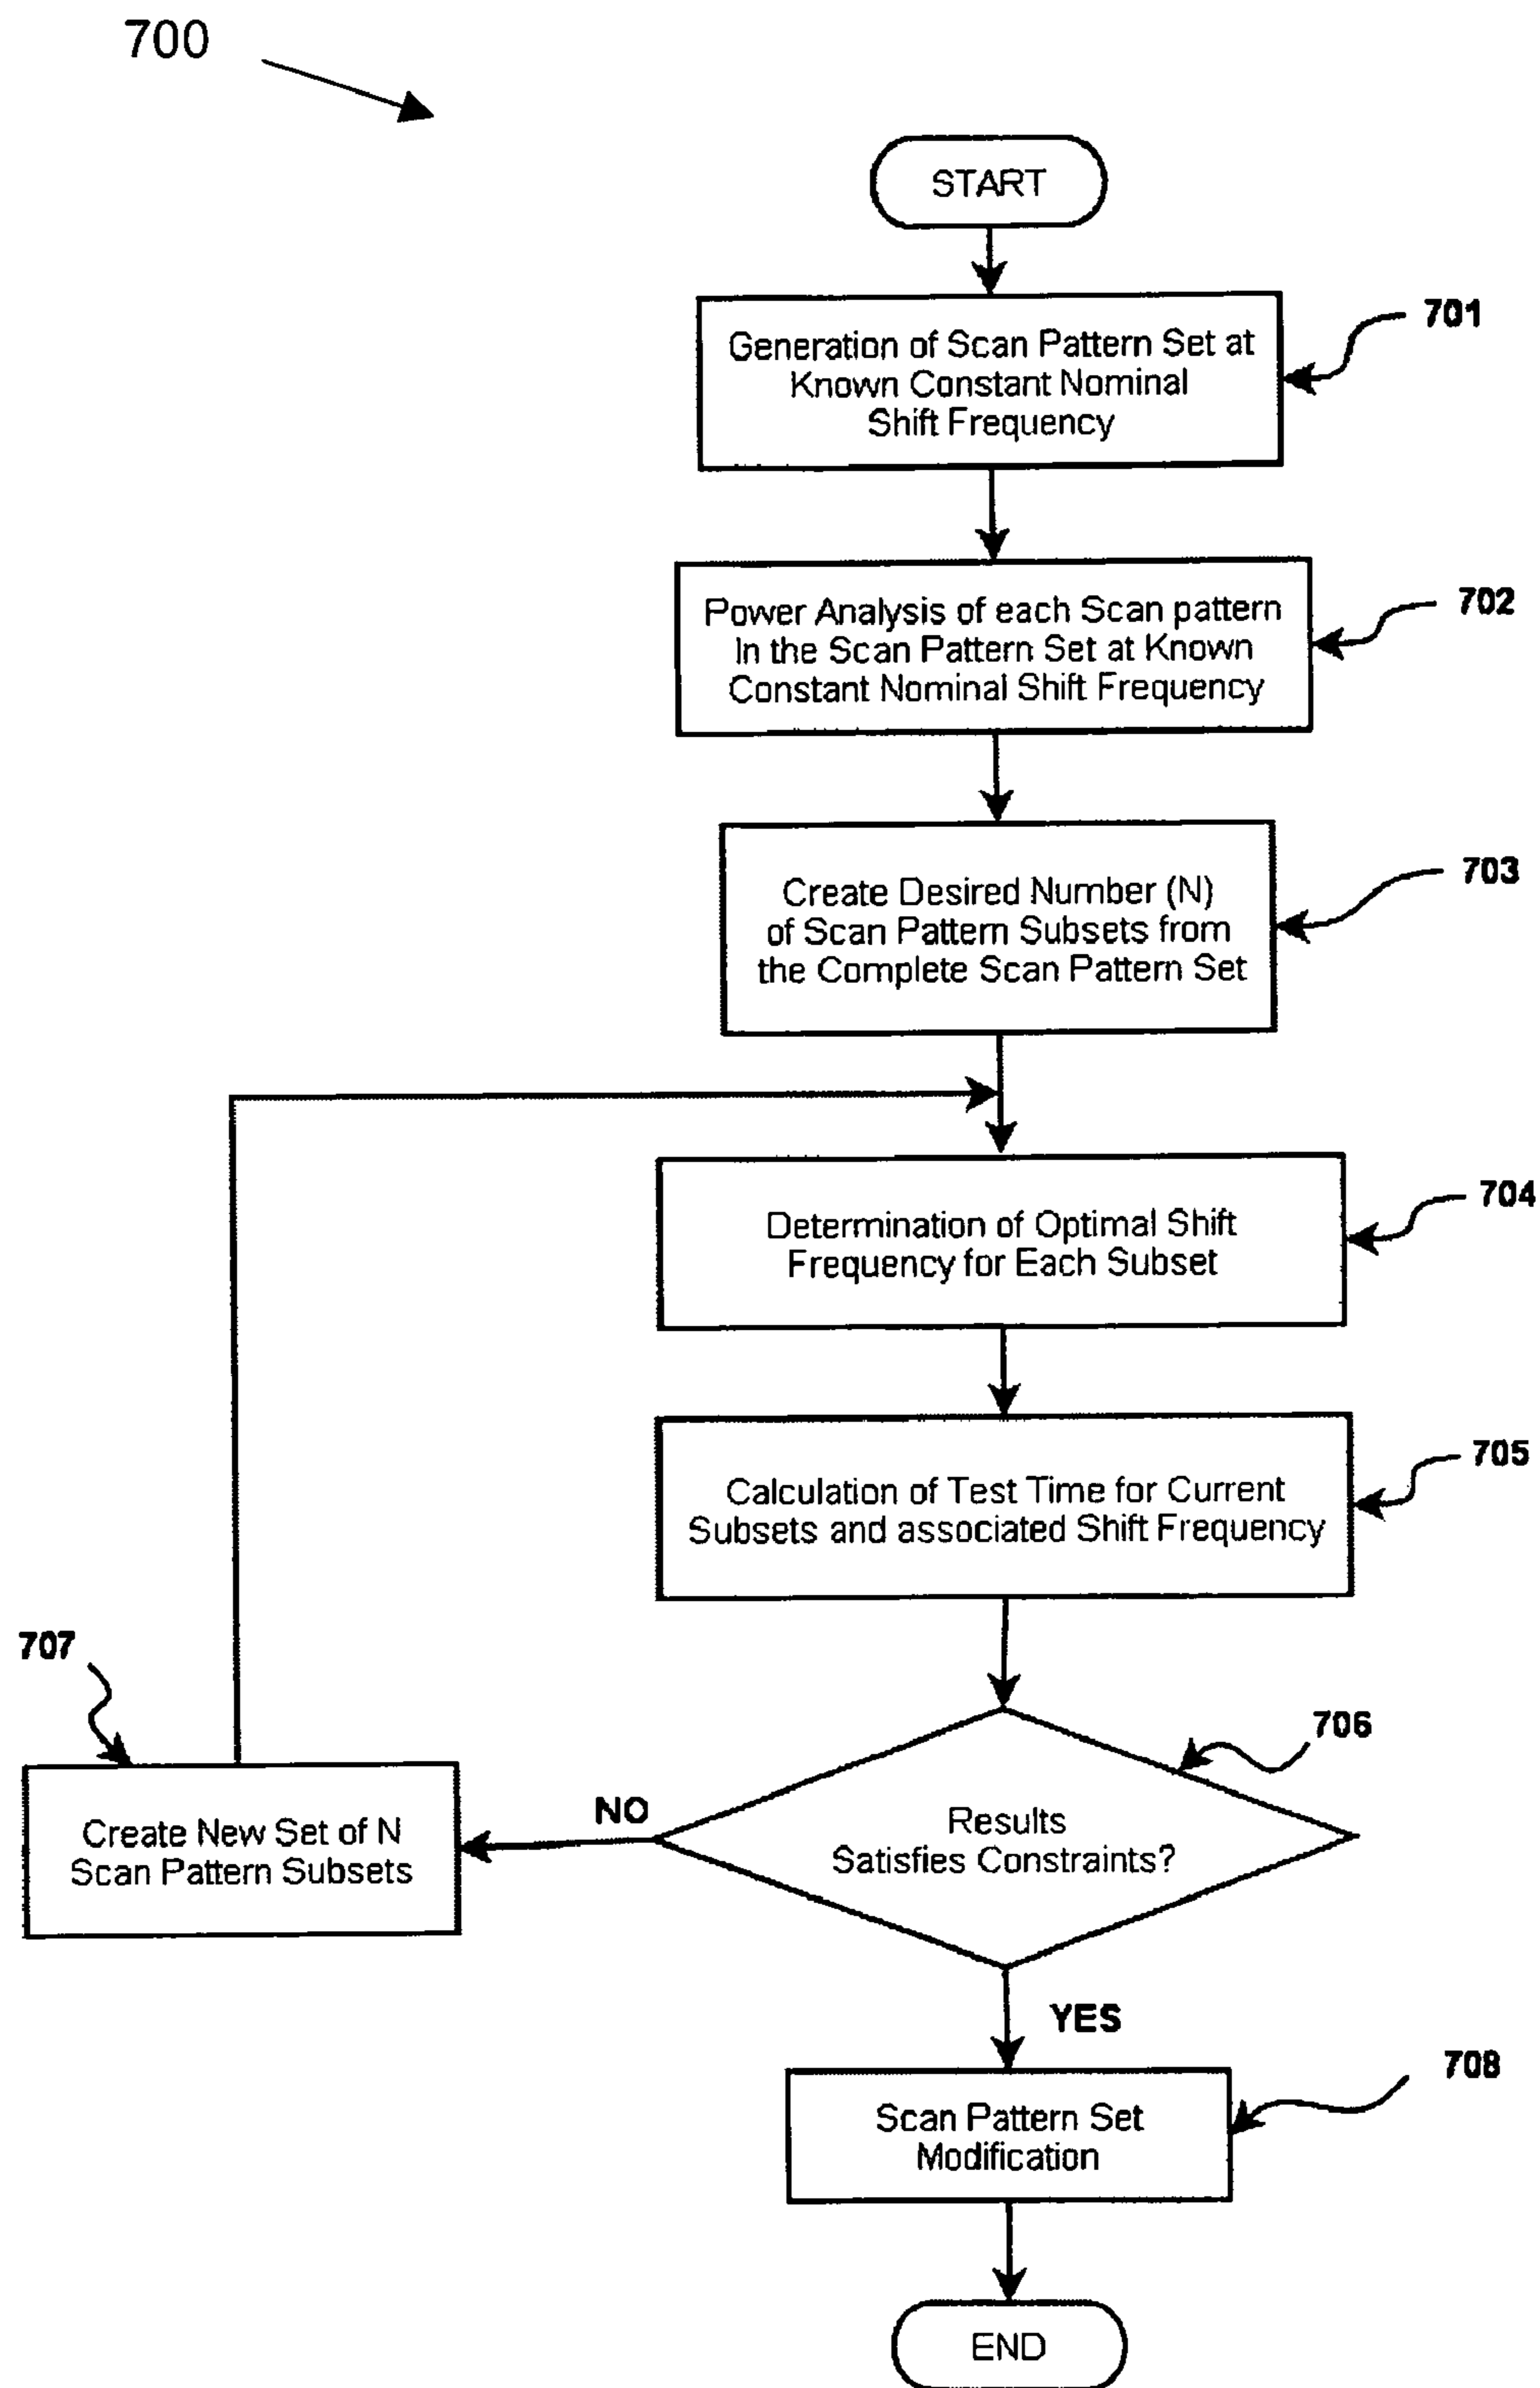 700
START
701
Generation of Scan Pattern Set at
Known Constant Nominal
Shift Frequency
702
Power Analysis of each Scan pattern
In the Scan Pattern Set at Known
Constant Nominal Shift Frequency
703
Create Desired Number (N)
of Scan Pattern Subsets from
the Complete Scan Pattern Set
704
Determination of Optimal Shift
Frequency for Each Subset
705
Calculation of Test Time for Current
Subsets and associated Shift Frequency
706
Results
Satisfies Constraints?
NO
707
Create New Set of N
Scan Pattern Subsets
YES
708
Scan Pattern Set
Modification
END